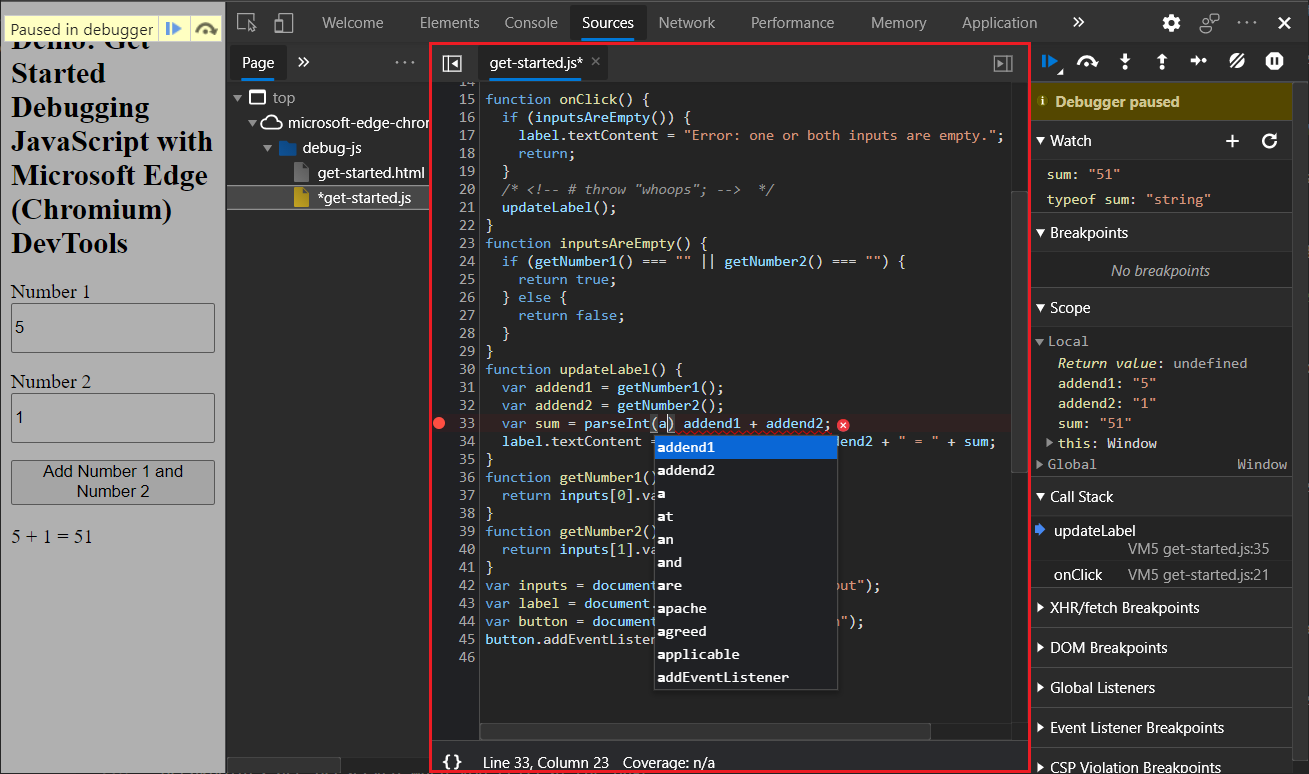 Paused in debugger
Demo: Get
Started
Debugging
JavaScript with
Microsoft Edge
(Chromium)
DevTools
Number 1
5
Number 2
1
Add Number 1 and
Number 2
5 + 1 = 51
Welcome Elements Console Sources Network Performance Memory Application » ···
Page » ···
top
microsoft-edge-chron
debug-js
get-started.html
*get-started.js
get-started.js* ×
14
15 function onClick() {
16 if (inputsAreEmpty()) {
17 label.textContent = "Error: one or both inputs are empty.";
18 return;
19 }
20 /* <!-- # throw "whoops"; --> */
21 updateLabel();
22 }
23 function inputsAreEmpty() {
24 if (getNumber1() === "" || getNumber2() === "") {
25 return true;
26 } else {
27 return false;
28 }
29 }
30 function updateLabel() {
31 var addend1 = getNumber1();
32 var addend2 = getNumber2();
33 var sum = parseInt(a) addend1 + addend2;
34 label.textContent = dend2 + " = " + sum;
35 }
36 function getNumber1()
37 return inputs[0].va
38 }
39 function getNumber2()
40 return inputs[1].va
41 }
42 var inputs = document out");
43 var label = document.
44 var button = document n");
45 button.addEventListen
46
addend1
addend2
a
at
an
and
are
apache
agreed
applicable
addEventListener
{ } Line 33, Column 23 Coverage: n/a
Debugger paused
Watch
sum: "51"
typeof sum: "string"
Breakpoints
No breakpoints
Scope
Local
Return value: undefined
addend1: "5"
addend2: "1"
sum: "51"
this: Window
Global Window
Call Stack
updateLabel
VM5 get-started.js:35
onClick VM5 get-started.js:21
XHR/fetch Breakpoints
DOM Breakpoints
Global Listeners
Event Listener Breakpoints
CSP Violation Breakpoints